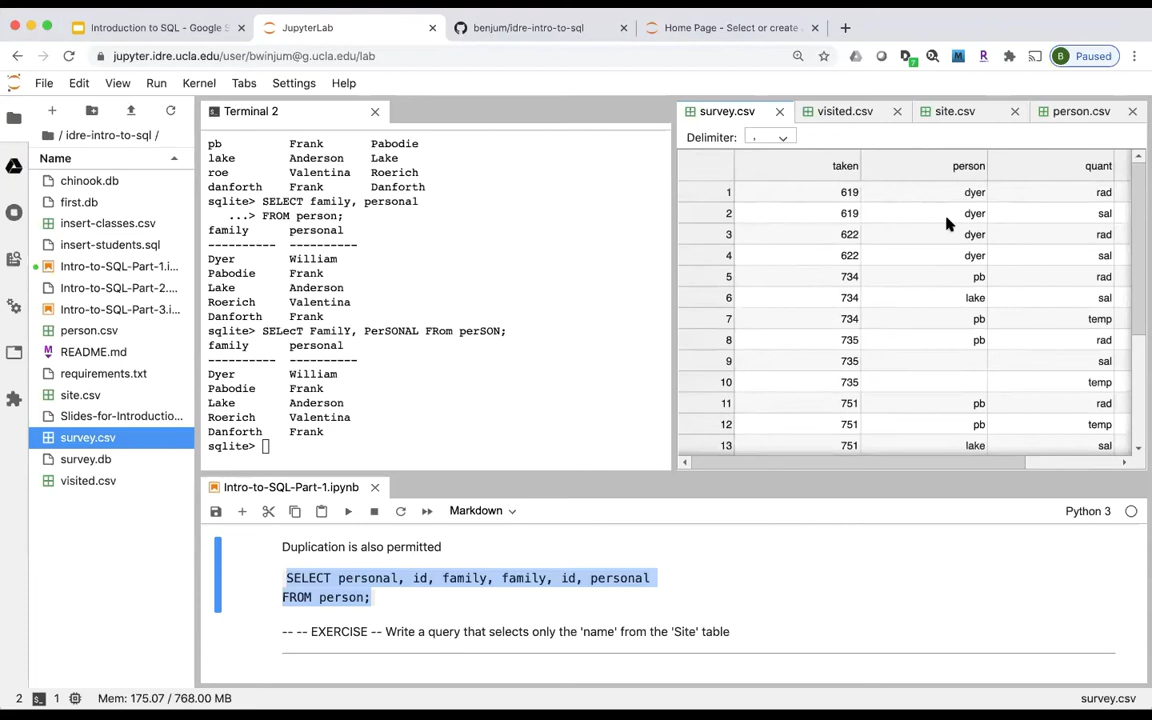 Introduction to SQL - Google S
JupyterLab
benjum/idre-intro-to-sql
Home Page - Select or create
jupyter.idre.ucla.edu/user/bwinjum@g.ucla.edu/lab
7
M
R
B
Paused
File Edit View Run Kernel Tabs Settings Help
/ idre-intro-to-sql /
Name
chinook.db
first.db
insert-classes.csv
insert-students.sql
Intro-to-SQL-Part-1.i...
Intro-to-SQL-Part-2....
Intro-to-SQL-Part-3.i...
person.csv
README.md
requirements.txt
site.csv
Slides-for-Introductio...
survey.csv
survey.db
visited.csv
Terminal 2
pb Frank Pabodie
lake Anderson Lake
roe Valentina Roerich
danforth Frank Danforth
sqlite> SELECT family, personal
...> FROM person;
family personal
---------- ----------
Dyer William
Pabodie Frank
Lake Anderson
Roerich Valentina
Danforth Frank
sqlite> SELecT FamilY, PerSONAL FROm perSON;
family personal
---------- ----------
Dyer William
Pabodie Frank
Lake Anderson
Roerich Valentina
Danforth Frank
sqlite>
survey.csv
visited.csv
site.csv
person.csv
Delimiter: ,
taken person quant
1 619 dyer rad
2 619 dyer sal
3 622 dyer rad
4 622 dyer sal
5 734 pb rad
6 734 lake sal
7 734 pb temp
8 735 pb rad
9 735 sal
10 735 temp
11 751 pb rad
12 751 pb temp
13 751 lake sal
Intro-to-SQL-Part-1.ipynb
Markdown
Python 3
Duplication is also permitted
SELECT personal, id, family, family, id, personal
FROM person;
-- -- EXERCISE -- Write a query that selects only the 'name' from the 'Site' table
2 1 Mem: 175.07 / 768.00 MB
survey.csv